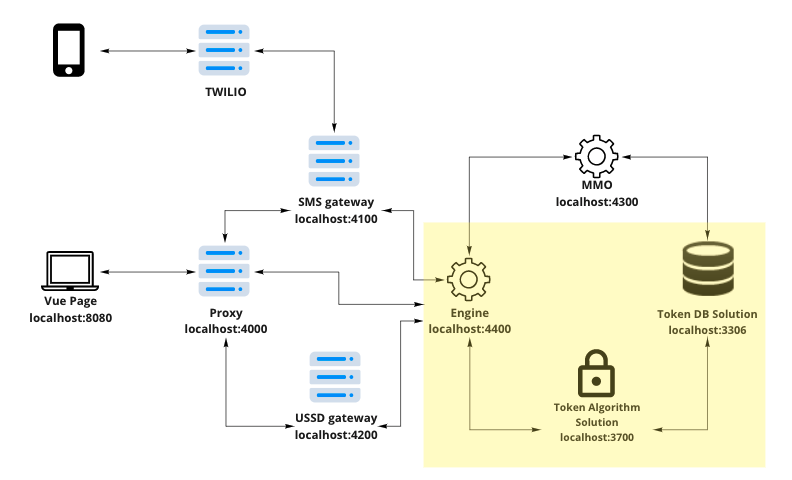 TWILIO
SMS gateway
localhost:4100
MMO
localhost:4300
Vue Page
localhost:8080
Proxy
localhost:4000
Engine
localhost:4400
Token DB Solution
localhost:3306
USSD gateway
localhost:4200
Token Algorithm
Solution
localhost:3700